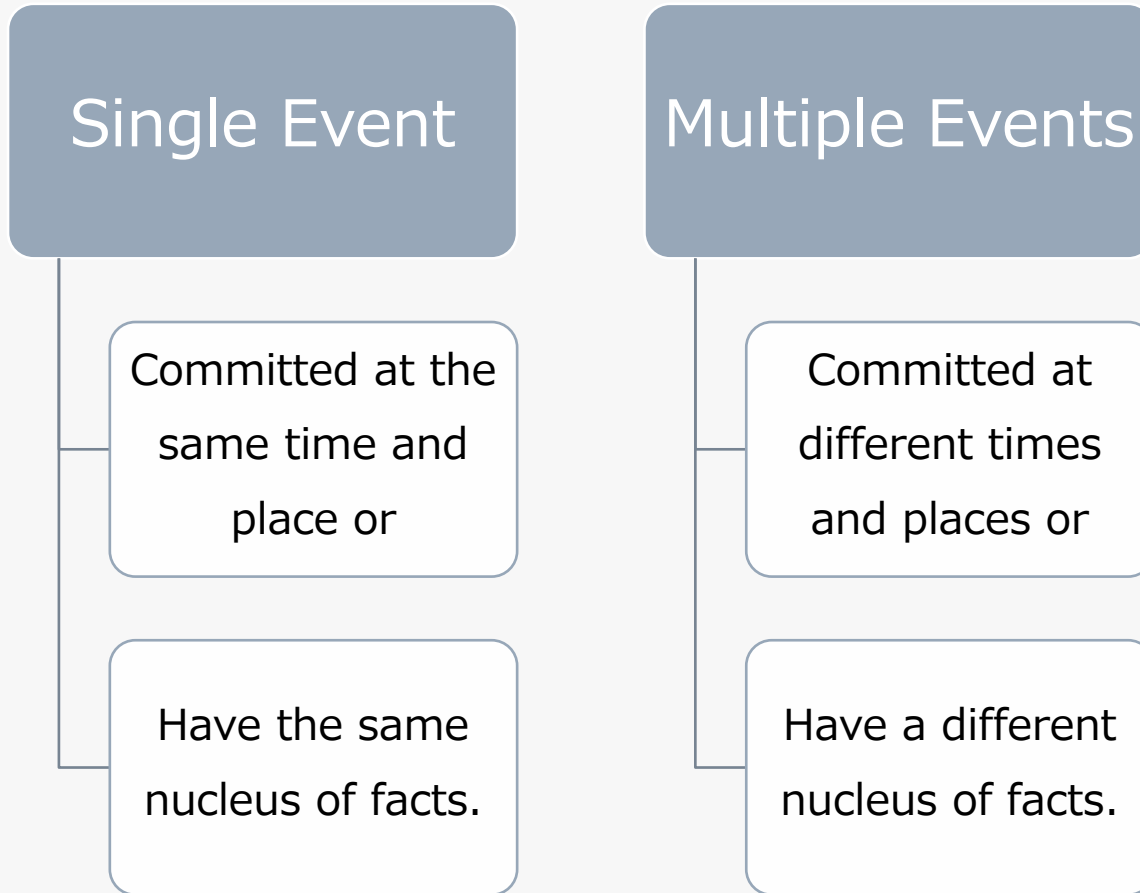 Single Event
Committed at the
same time and
place or
Have the same
nucleus of facts.
Multiple Events
Committed at
different times
and places or
Have a different
nucleus of facts.